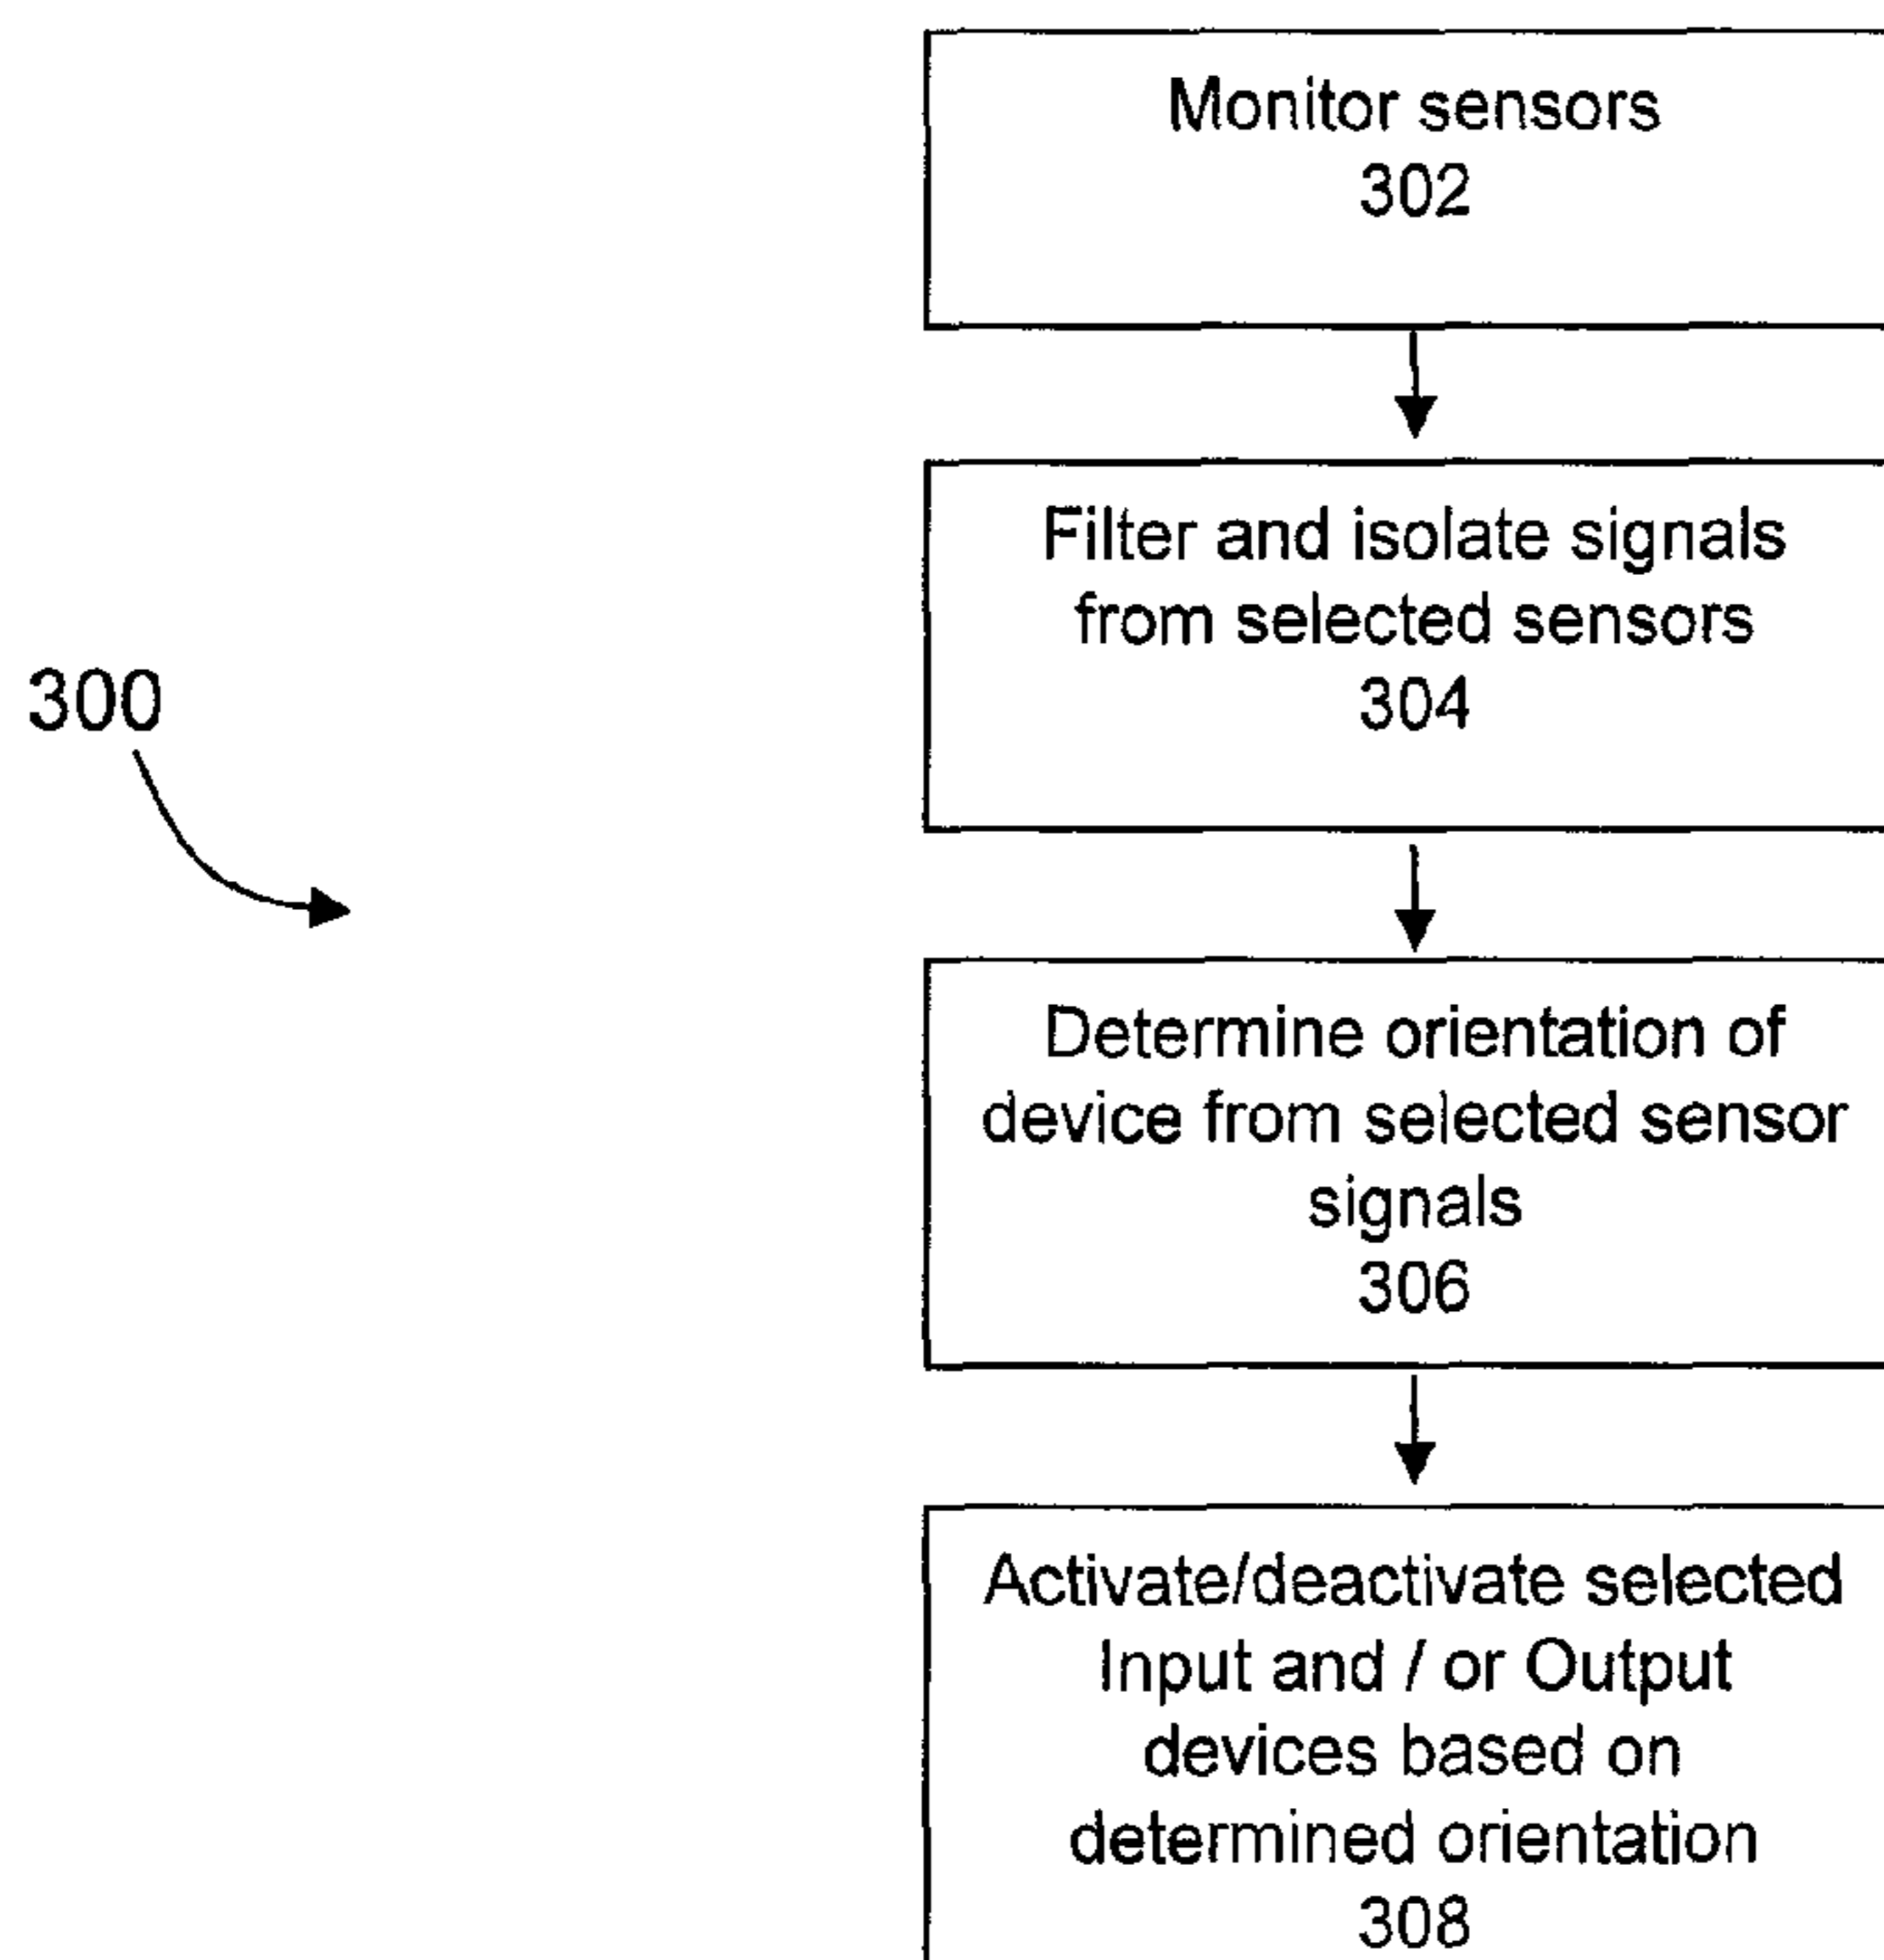 Monitor sensors
302
Filter and isolate signals
from selected sensors
304
300
Determine orientation of
device from selected sensor
signals
306
Activate/deactivate selected
Input and / or Output
devices based on
determined orientation
308